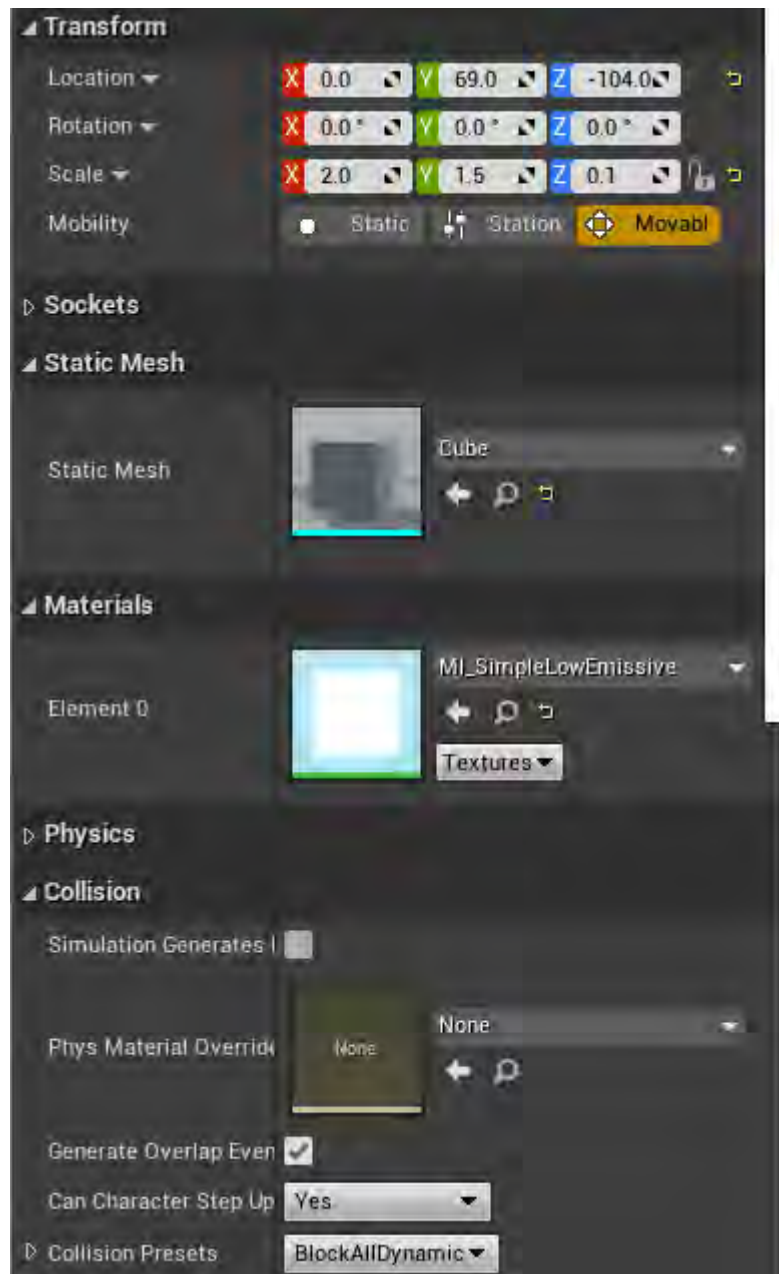 Transform
Location X 0.0 Y 69.0 Z -104.0
Rotation X 0.0° Y 0.0° Z 0.0°
Scale X 2.0 Y 1.5 Z 0.1
Mobility Static Station Movabl
Sockets
Static Mesh
Static Mesh Cube
Materials
Element 0 MI_SimpleLowEmissive
Textures
Physics
Collision
Simulation Generates
Phys Material Override None None
Generate Overlap Even
Can Character Step Up Yes
Collision Presets BlockAllDynamic